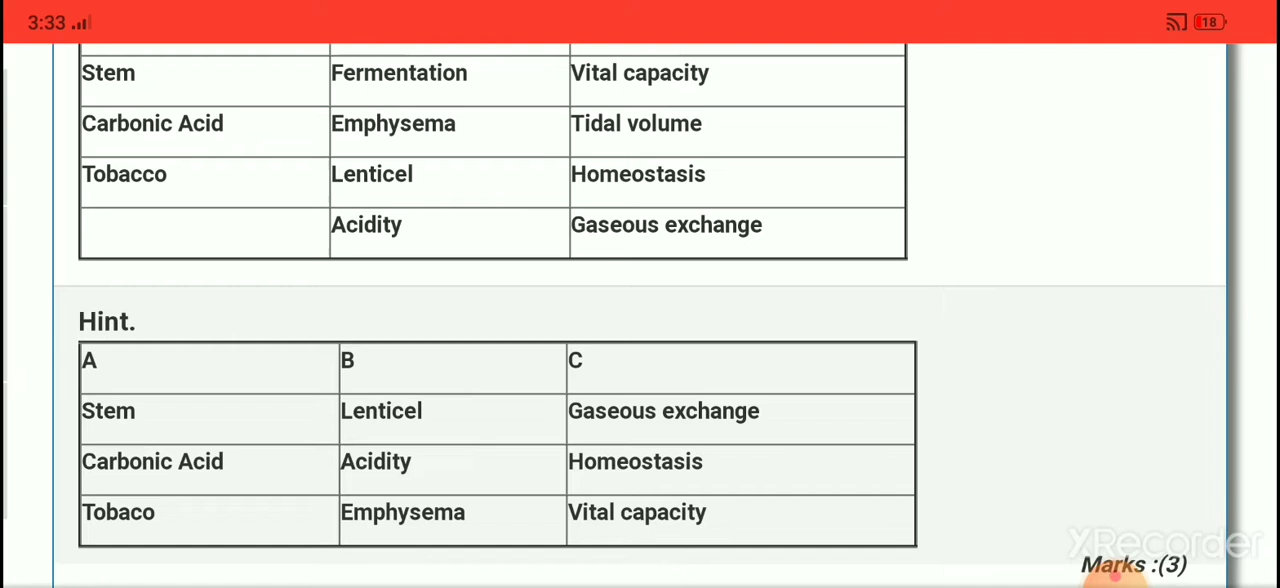 3:33
18
Stem Fermentation Vital capacity
Carbonic Acid Emphysema Tidal volume
Tobacco Lenticel Homeostasis
Acidity Gaseous exchange
Hint.
A B C
Stem Lenticel Gaseous exchange
Carbonic Acid Acidity Homeostasis
Tobaco Emphysema Vital capacity
XRecorder
Marks :(3)